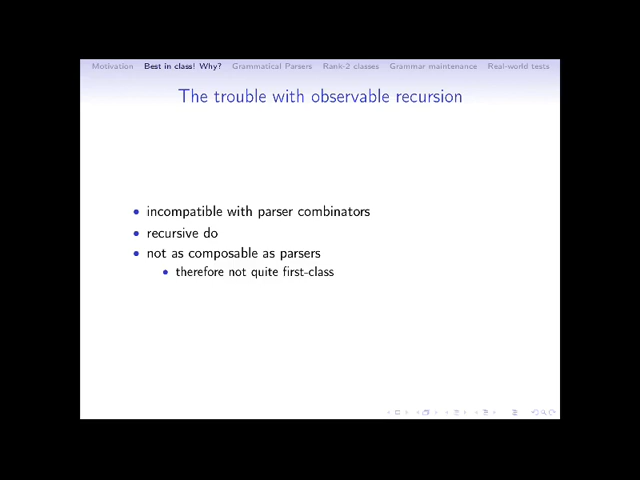 Motivation Best in class! Why? Grammatical Parsers Rank-2 classes Grammar maintenance Real-world tests
The trouble with observable recursion
• incompatible with parser combinators
• recursive do
• not as composable as parsers
• therefore not quite first-class